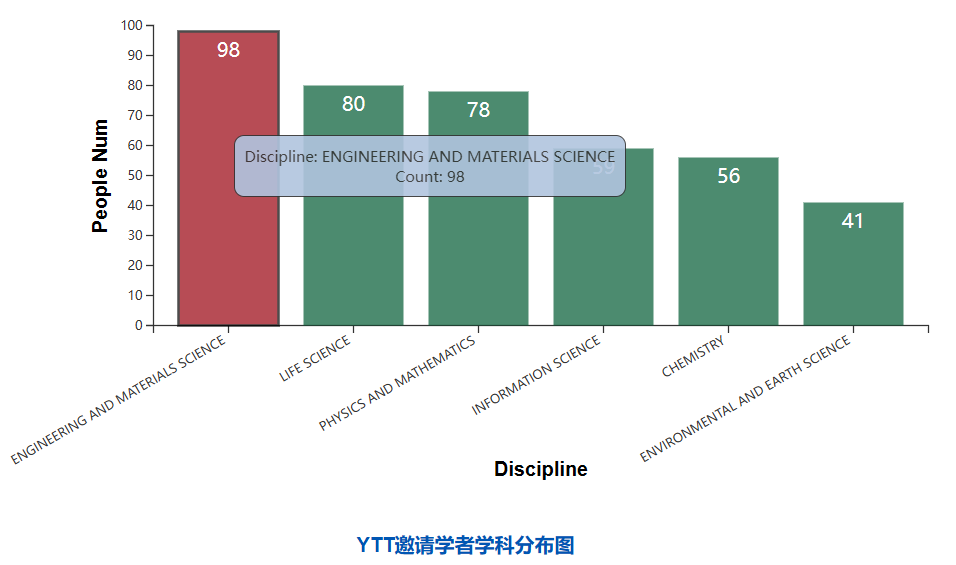 100
90
80
70
60
50
40
30
20
10
0
People Num
98
80
78
59
56
41
Discipline: ENGINEERING AND MATERIALS SCIENCE
Count: 98
ENGINEERING AND MATERIALS SCIENCE
LIFE SCIENCE
PHYSICS AND MATHEMATICS
INFORMATION SCIENCE
CHEMISTRY
ENVIRONMENTAL AND EARTH SCIENCE
Discipline
YTT邀请学者学科分布图